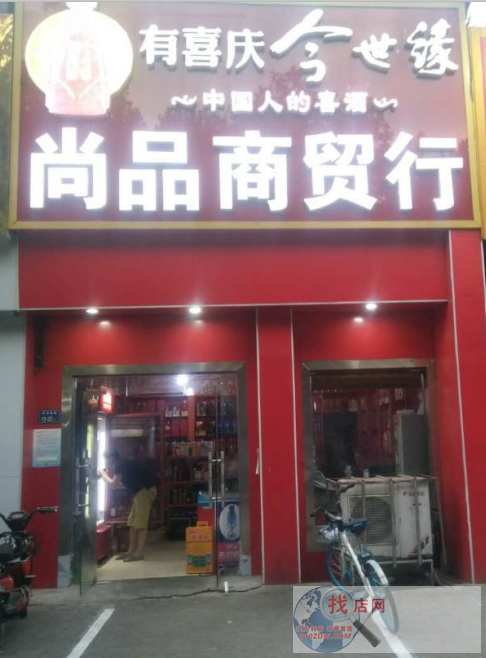 有喜庆 今世缘
～中国人的喜酒～
尚品商贸行
找店网